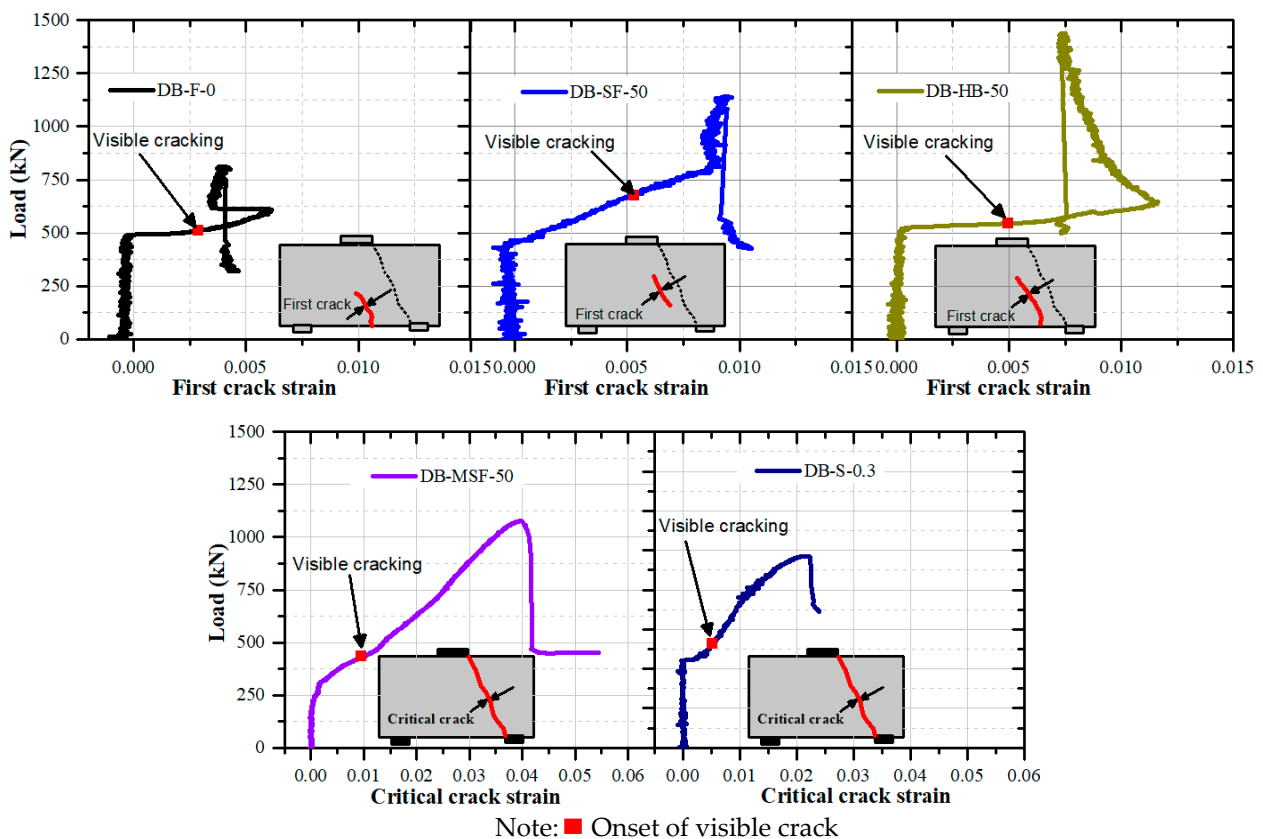 1500
1250
1000
750
500
250
0
Load (kN)
DB-F-0
Visible cracking
First crack
DB-SF-50
Visible cracking
First crack
DB-HB-50
Visible cracking
First crack
0.000 0.005 0.010 0.0150.000 0.005 0.010 0.0150.000 0.005 0.010 0.015
First crack strain First crack strain First crack strain
1500
1250
1000
750
500
250
0
Load (kN)
DB-MSF-50
Visible cracking
Critical crack
DB-S-0.3
Visible cracking
Critical crack
0.00 0.01 0.02 0.03 0.04 0.05 0.06 0.00 0.01 0.02 0.03 0.04 0.05 0.06
Critical crack strain Critical crack strain
Note: Onset of visible crack